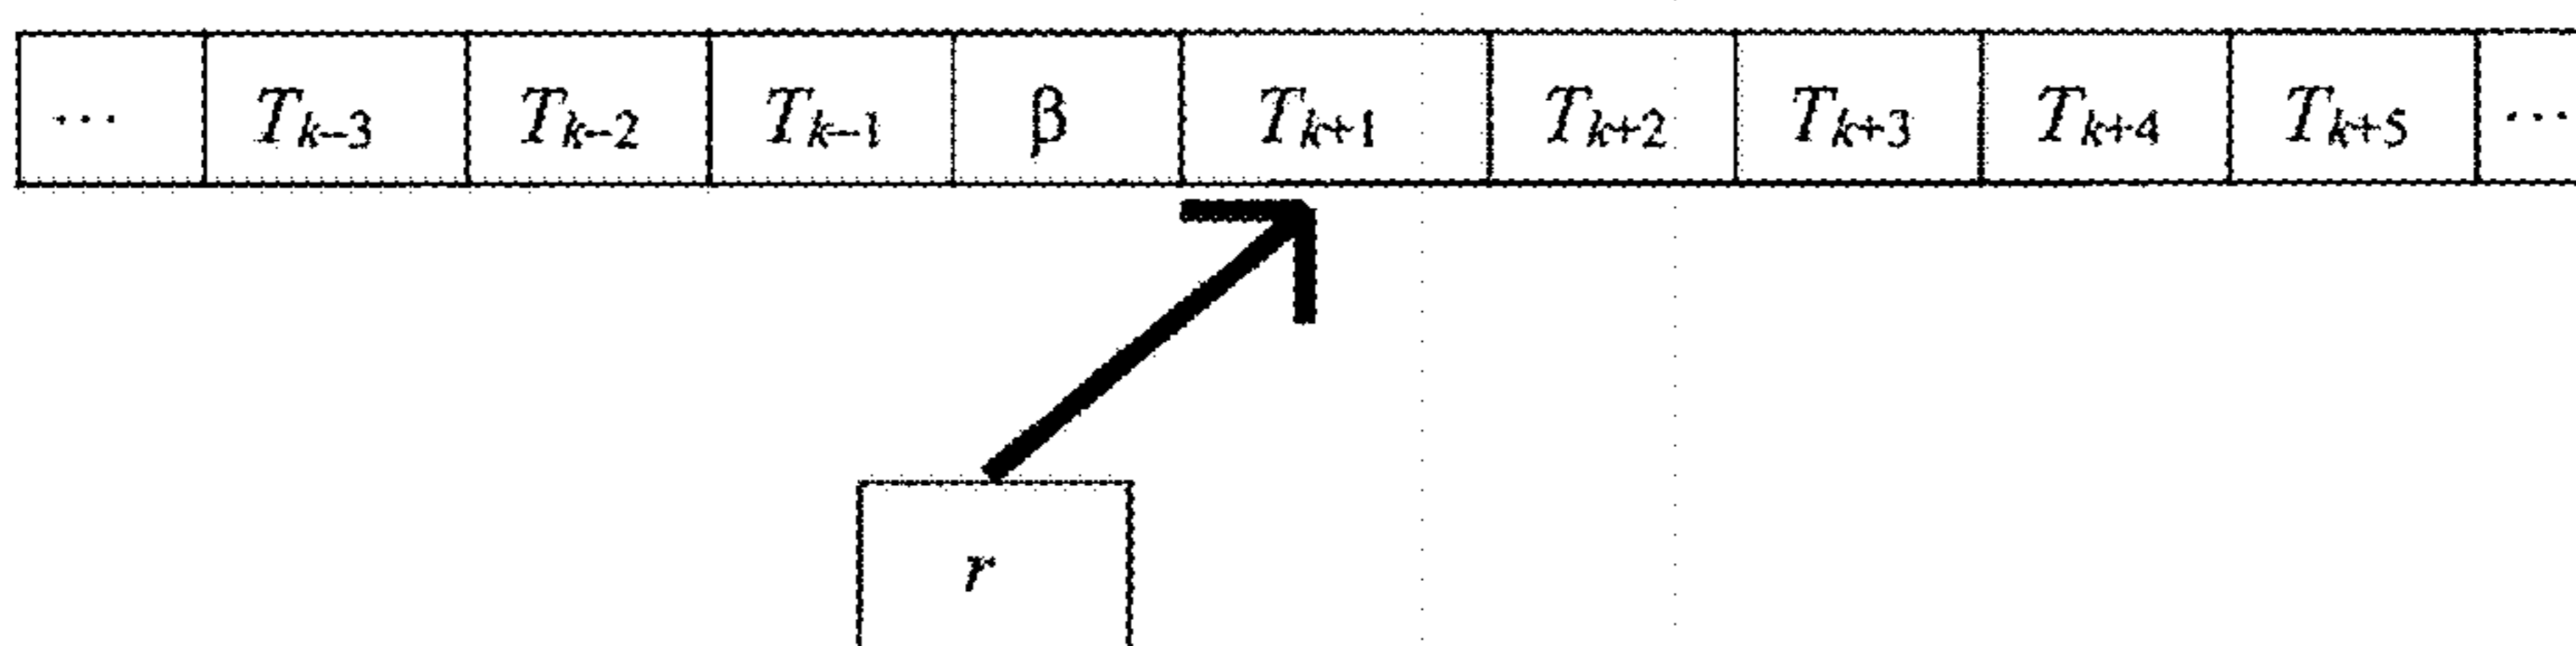 ... T_{k-3} T_{k-2} T_{k-1} β T_{k+1} T_{k+2} T_{k+3} T_{k+4} T_{k+5} ...
r